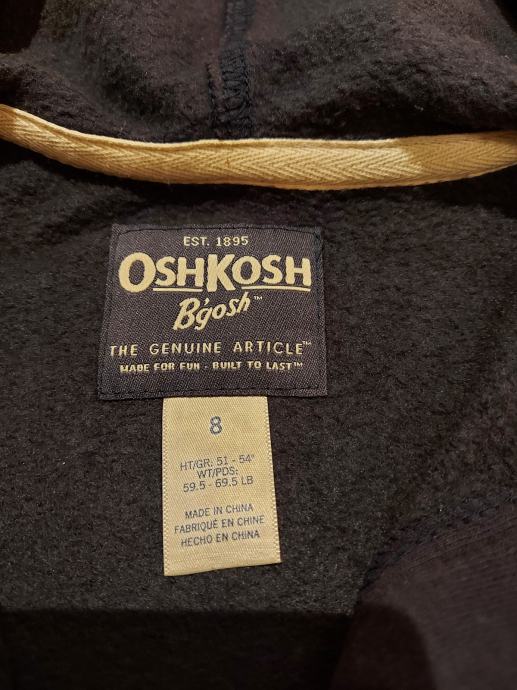 EST. 1895
OSHKOSH
B'gosh™
THE GENUINE ARTICLE™
MADE FOR FUN · BUILT TO LAST™
8
HT/GR: 51 - 54"
WT/PDS:
59.5 - 69.5 LB
MADE IN CHINA
FABRIQUÉ EN CHINE
HECHO EN CHINA